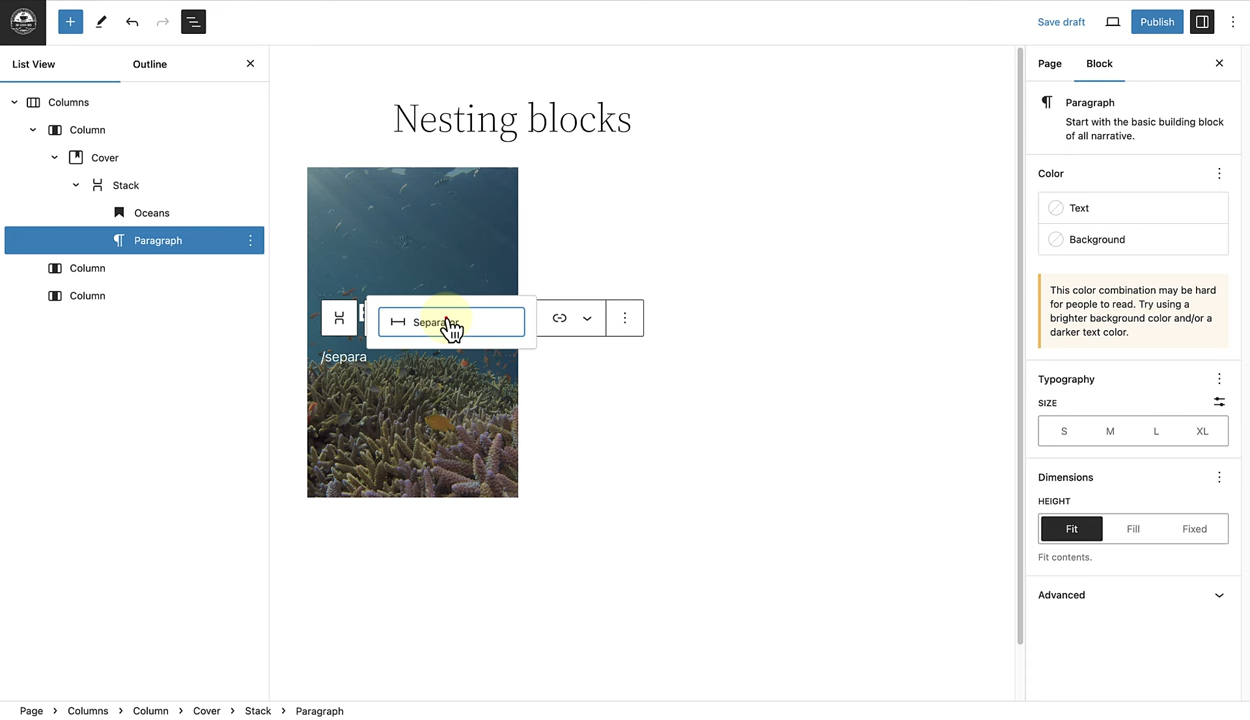 Save draft
Publish
List View
Outline
Columns
Column
Cover
Stack
Oceans
Paragraph
Column
Column
Nesting blocks
Separator
/separa
Page
Block
Paragraph
Start with the basic building block
of all narrative.
Color
Text
Background
This color combination may be hard
for people to read. Try using a
brighter background color and/or a
darker text color.
Typography
SIZE
S M L XL
Dimensions
HEIGHT
Fit Fill Fixed
Fit contents.
Advanced
Page > Columns > Column > Cover > Stack > Paragraph